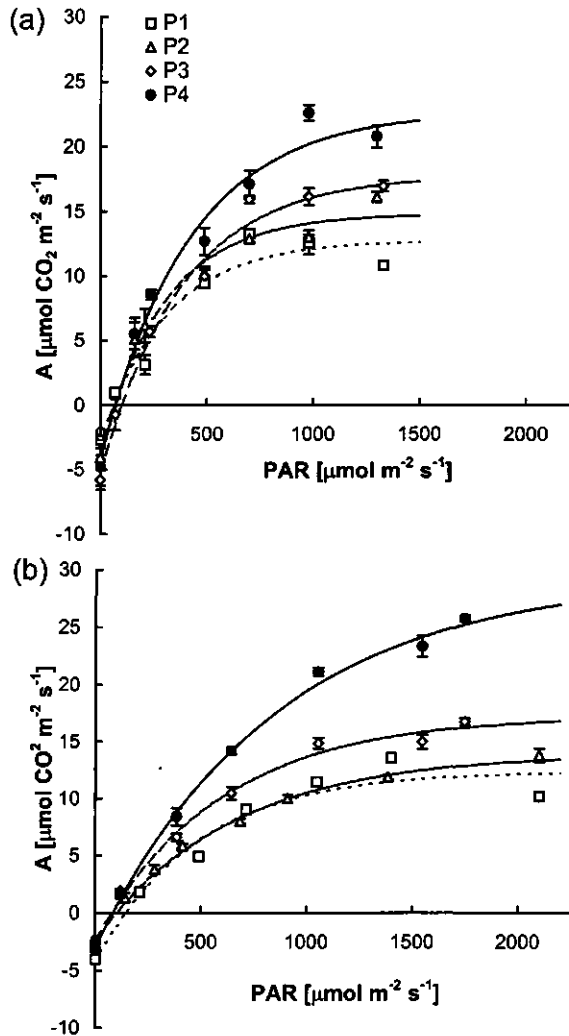 (a)
P1
P2
P3
P4
30
25
20
15
10
5
0
-5
-10
500
1000
1500
2000
A [µmol CO2 m-2 s-1]
PAR [µmol m-2 s-1]
(b)
30
25
20
15
10
5
0
-5
-10
500
1000
1500
2000
A [µmol CO² m-2 s-1]
PAR [µmol m-2 s-1]